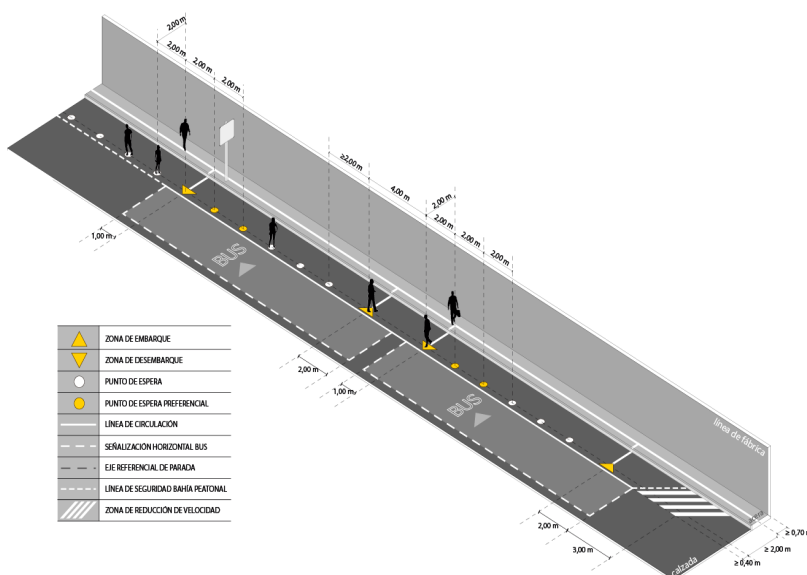 2,00 m
2,00 m
2,00 m
2,00 m
≥2,00 m
4,00 m
2,00 m
2,00 m
2,00 m
2,00 m
1,00 m
BUS
2,00 m
1,00 m
BUS
línea de fábrica
2,00 m
3,00 m
acera
calzada
≥ 0,70 m
≥ 2,00 m
≥ 0,40 m
ZONA DE EMBARQUE
ZONA DE DESEMBARQUE
PUNTO DE ESPERA
PUNTO DE ESPERA PREFERENCIAL
LÍNEA DE CIRCULACIÓN
SEÑALIZACIÓN HORIZONTAL BUS
EJE REFERENCIAL DE PARADA
LÍNEA DE SEGURIDAD BAHÍA PEATONAL
ZONA DE REDUCCIÓN DE VELOCIDAD